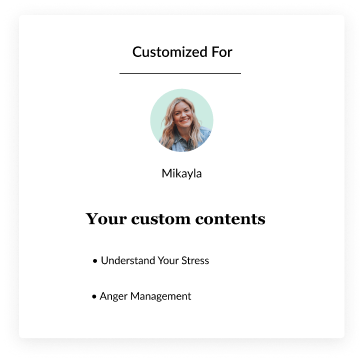 Customized For
Mikayla
Your custom contents
• Understand Your Stress
• Anger Management